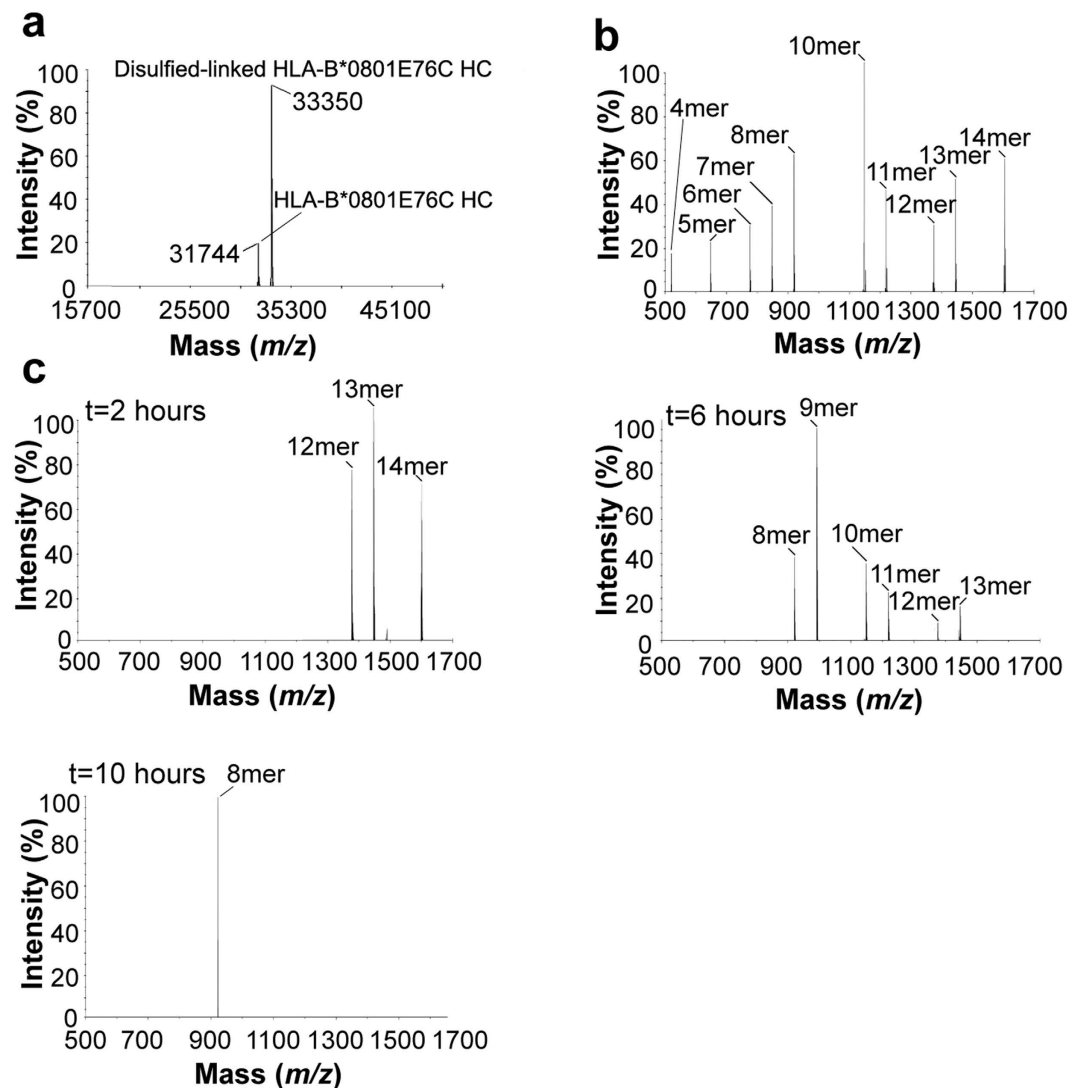 a
Disulfied-linked HLA-B*0801E76C HC
33350
HLA-B*0801E76C HC
31744
100
80
60
40
20
0
Intensity (%)
15700 25500 35300 45100
Mass (m/z)
b
10mer
4mer
8mer
14mer
13mer
7mer
11mer
6mer
12mer
5mer
100
80
60
40
20
0
Intensity (%)
500 700 900 1100 1300 1500 1700
Mass (m/z)
c
t=2 hours
13mer
12mer
14mer
100
80
60
40
20
0
Intensity (%)
500 700 900 1100 1300 1500 1700
Mass (m/z)
t=6 hours
9mer
8mer
10mer
11mer
12mer
13mer
100
80
60
40
20
0
Intensity (%)
500 700 900 1100 1300 1500 1700
Mass (m/z)
t=10 hours
8mer
100
80
60
40
20
0
Intensity (%)
500 700 900 1100 1300 1500 1700
Mass (m/z)